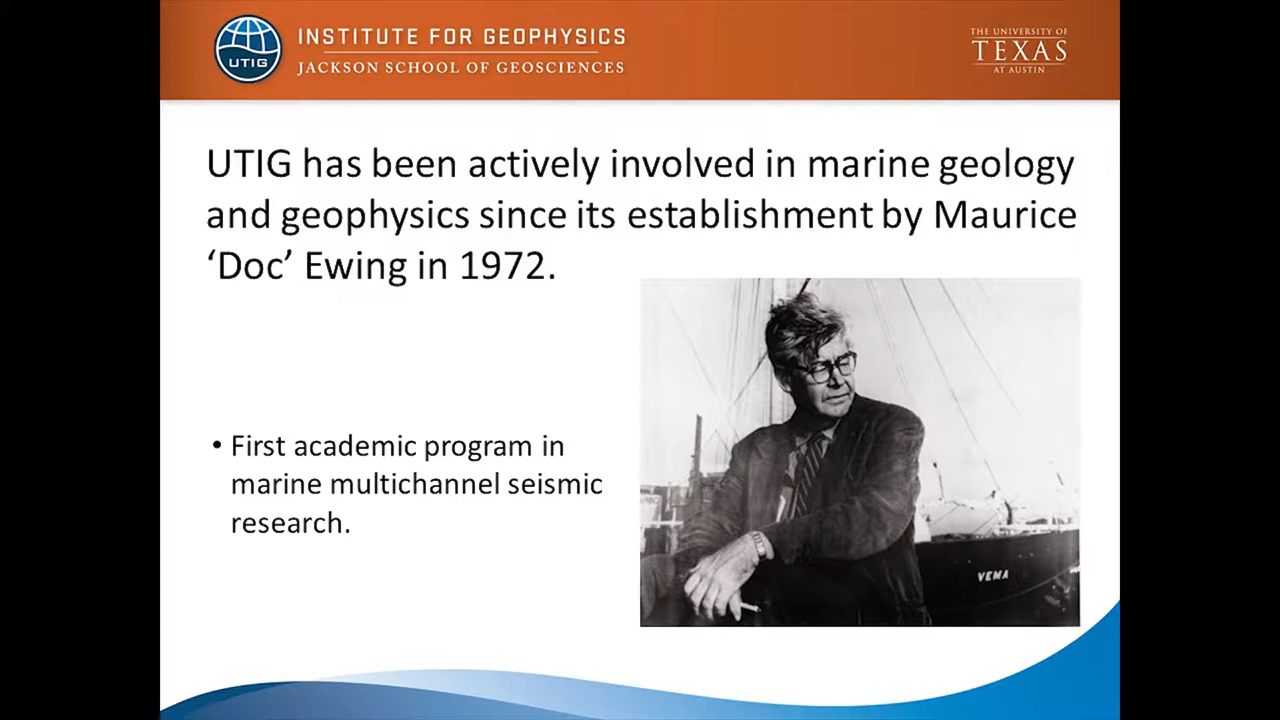 UTIG
INSTITUTE FOR GEOPHYSICS
JACKSON SCHOOL OF GEOSCIENCES
THE UNIVERSITY OF
TEXAS
AT AUSTIN
UTIG has been actively involved in marine geology
and geophysics since its establishment by Maurice
‘Doc’ Ewing in 1972.
• First academic program in
marine multichannel seismic
research.
VEMA